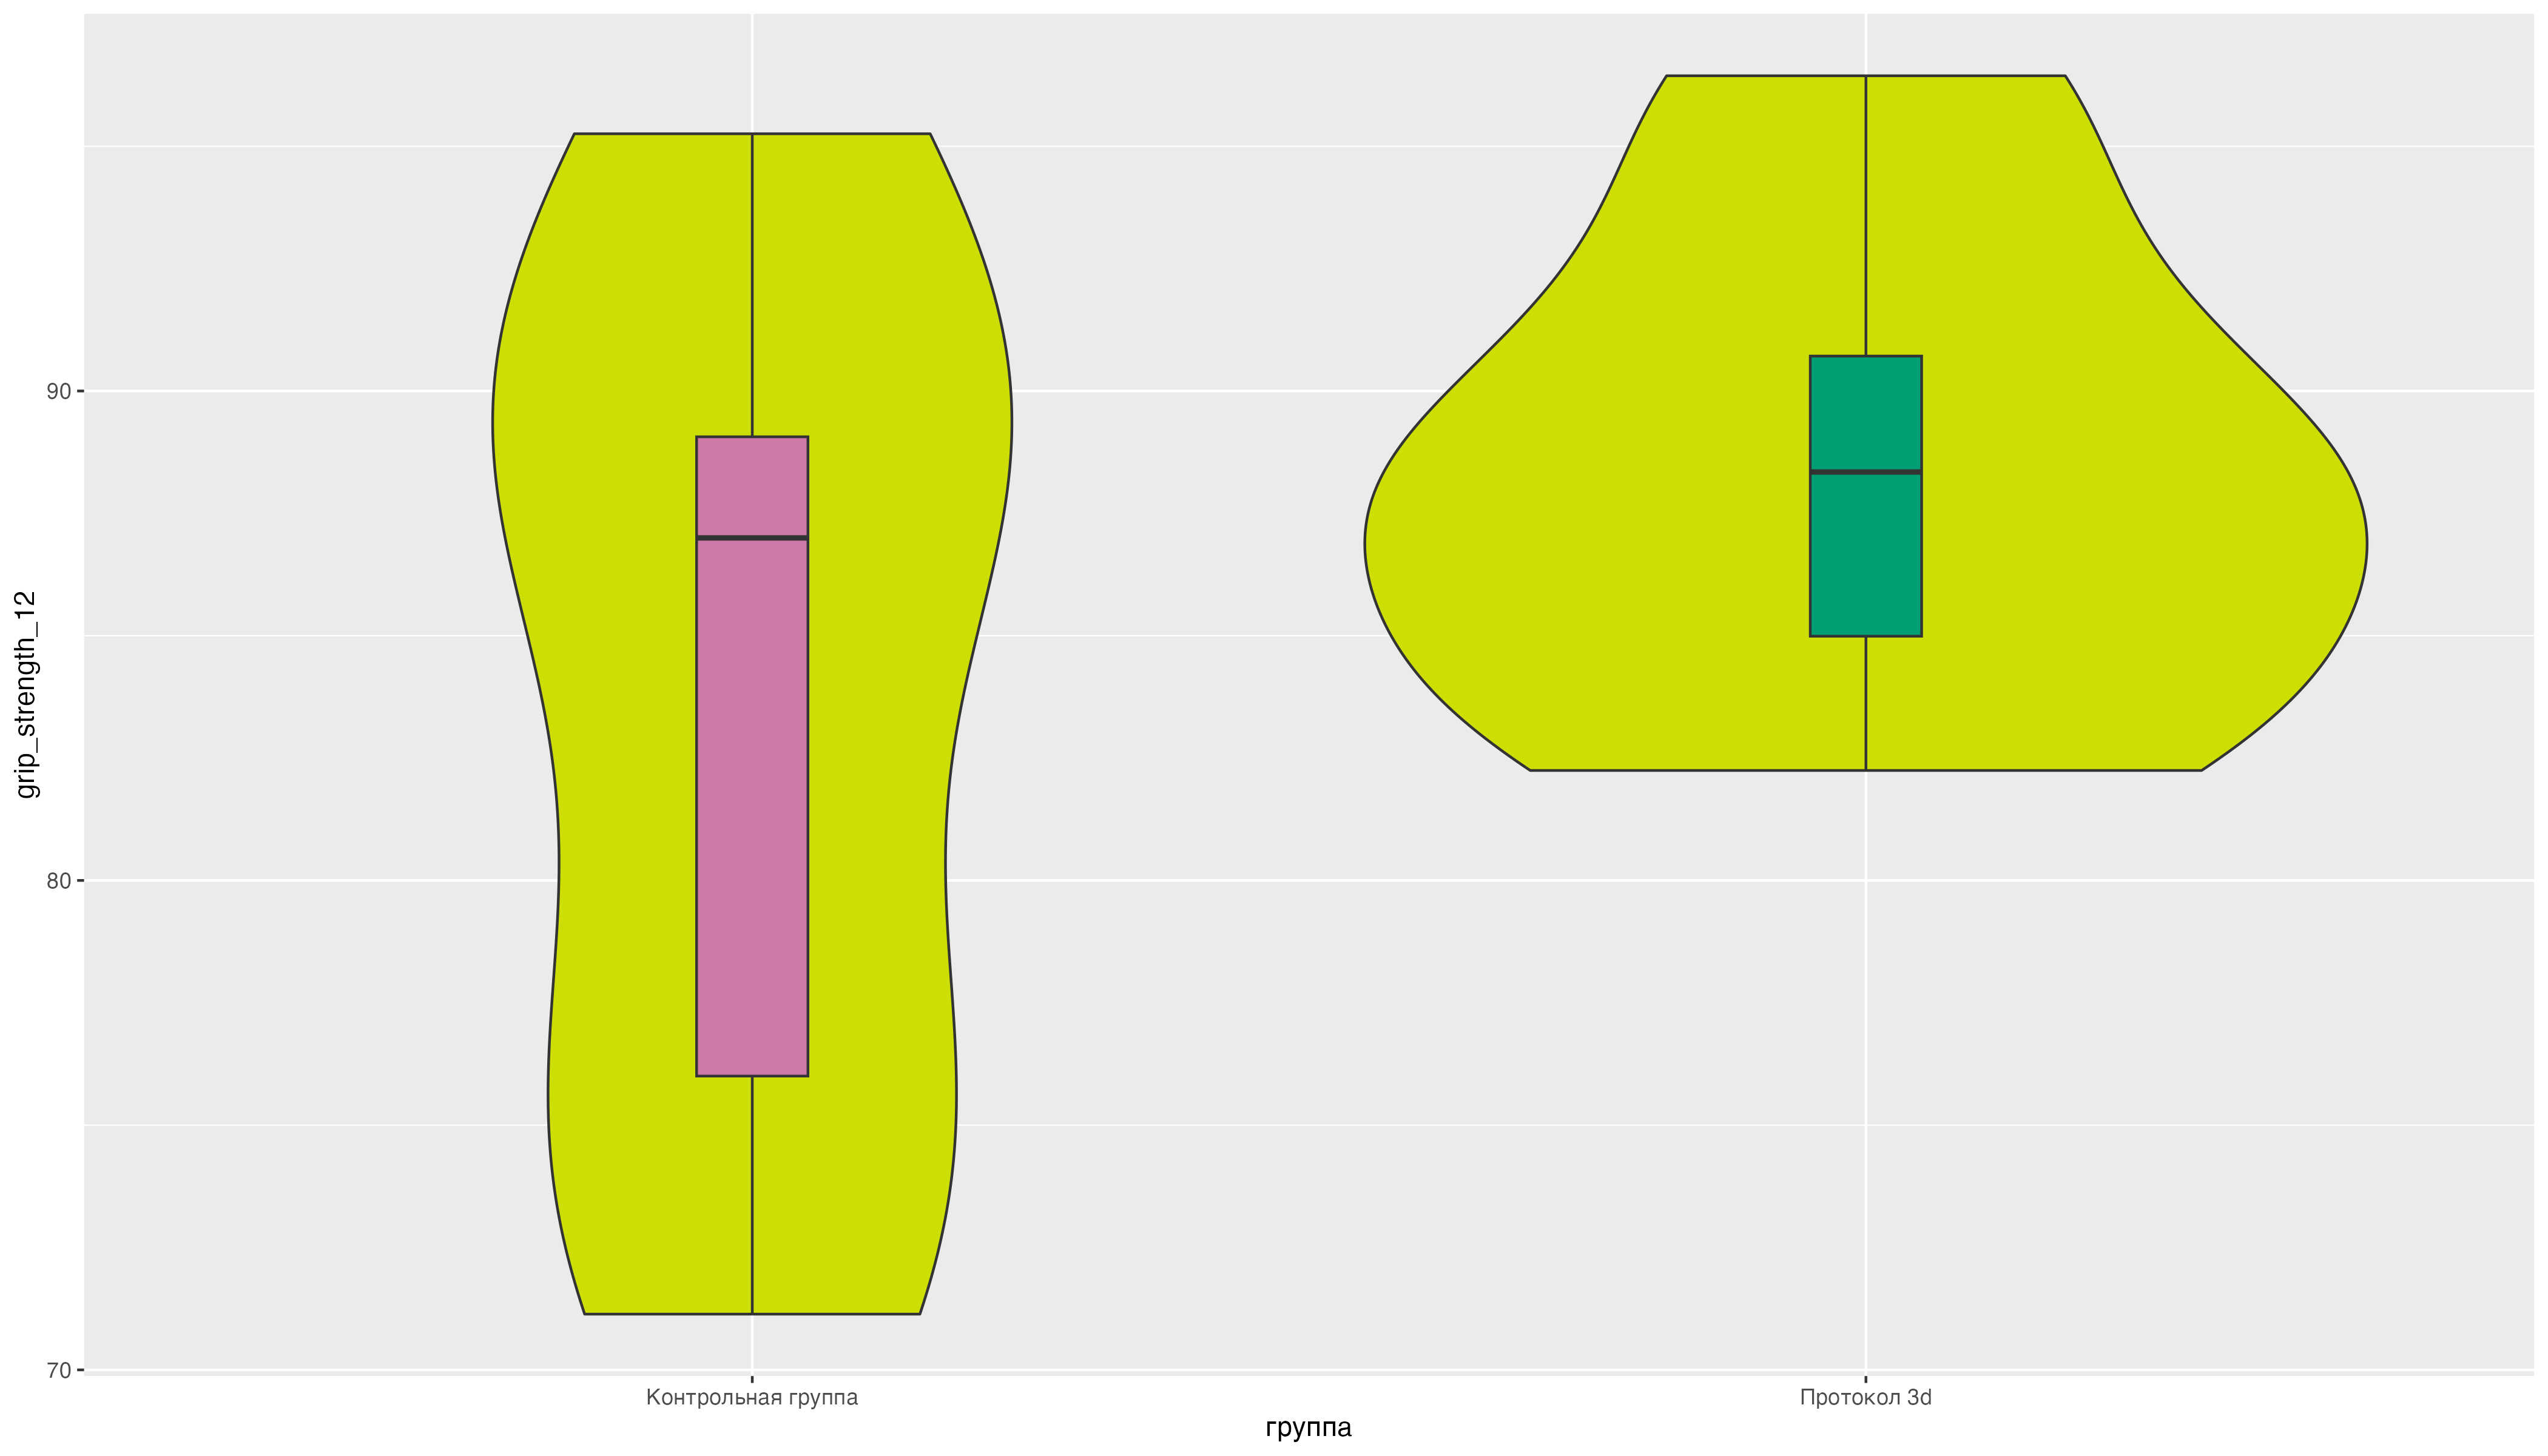 grip_strength_12
90
80
70
Контрольная группа
Протокол 3d
группа